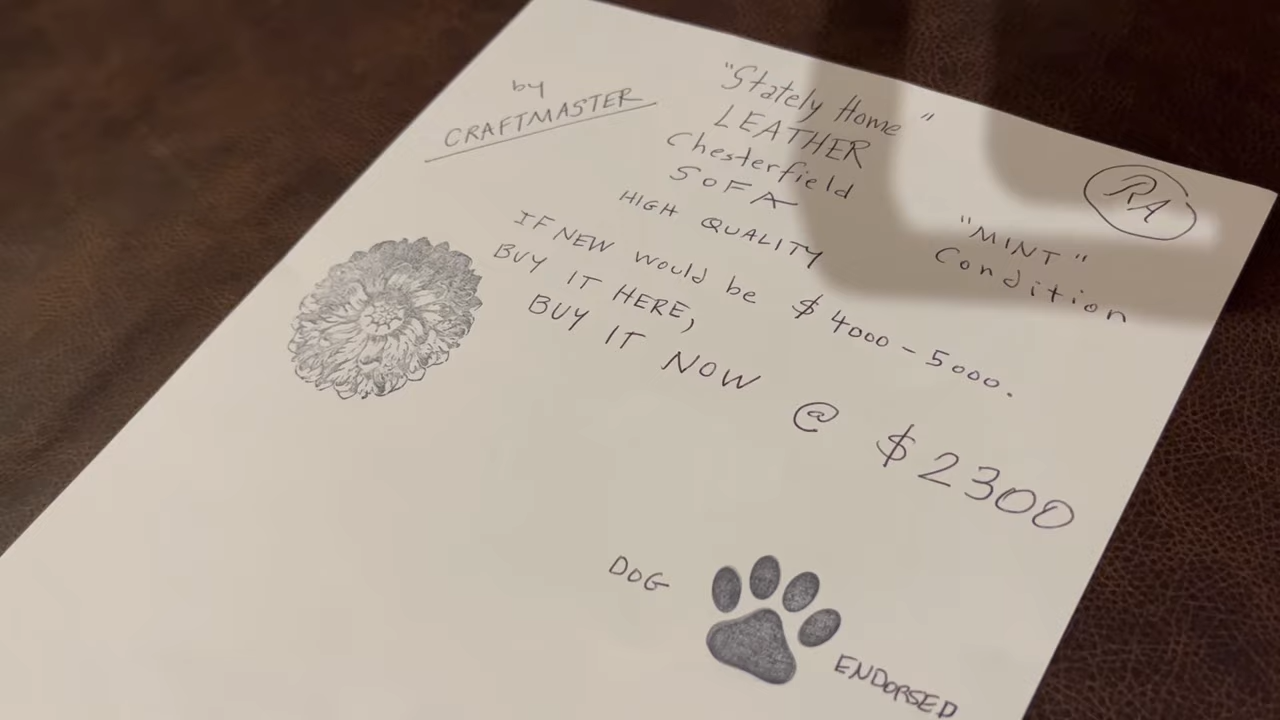 by
CRAFTMASTER
"Stately Home"
LEATHER
Chesterfield
SOFA
HIGH QUALITY
RA
"MINT"
Condition
IF NEW would be $4000-5000.
BUY IT HERE,
BUY IT NOW @ $2300
DOG
ENDORSED